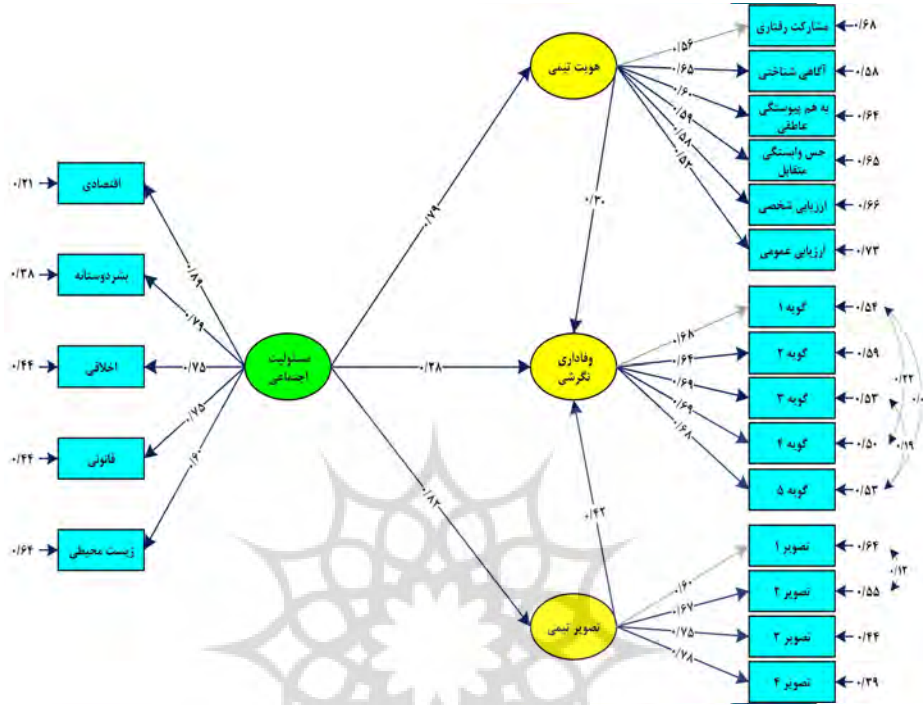 مشارکت رفتاری
۰/۶۸
۰/۵۶
آگاهی شناختی
۰/۵۸
۰/۶۵
به هم پیوستگی
عاطفی
۰/۶۴
۰/۶۰
حس وابستگی
متقابل
۰/۶۵
۰/۵۹
ارزیابی شخصی
۰/۶۶
۰/۵۸
ارزیابی عمومی
۰/۷۳
۰/۵۲
هویت تیمی
۰/۷۹
۰/۳۰
اقتصادی
۰/۲۱
۰/۸۹
بشردوستانه
۰/۳۸
۰/۷۹
اخلاقی
۰/۴۴
۰/۷۵
قانونی
۰/۴۴
۰/۷۵
زیست محیطی
۰/۶۴
۰/۶۰
مسئولیت
اجتماعی
۰/۲۸
وفاداری
نگرشی
گویه ۱
۰/۵۴
۰/۶۸
گویه ۲
۰/۵۹
۰/۶۴
گویه ۳
۰/۵۳
۰/۶۹
گویه ۴
۰/۵۰
۰/۶۹
گویه ۵
۰/۵۳
۰/۶۸
۰/۲۲
۰/۱۹
۰/۸۲
۰/۴۲
تصویر تیمی
تصویر ۱
۰/۶۴
۰/۶۰
تصویر ۲
۰/۵۵
۰/۶۷
۰/۱۲
تصویر ۳
۰/۴۴
۰/۷۵
تصویر ۴
۰/۳۹
۰/۷۸